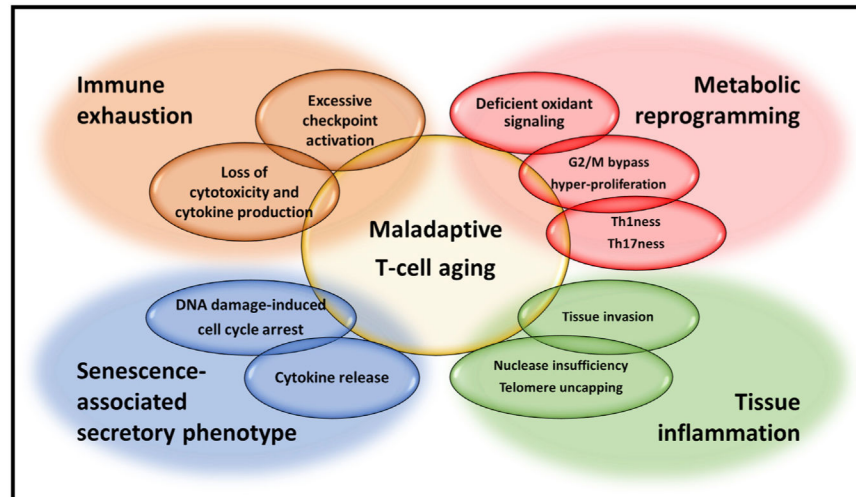 Immune
exhaustion
Excessive
checkpoint
activation
Loss of
cytotoxicity and
cytokine production
Deficient oxidant
signaling
Metabolic
reprogramming
G2/M bypass
hyper-proliferation
Th1ness
Th17ness
Maladaptive
T-cell aging
DNA damage-induced
cell cycle arrest
Cytokine release
Senescence-
associated
secretory phenotype
Tissue invasion
Nuclease insufficiency
Telomere uncapping
Tissue
inflammation